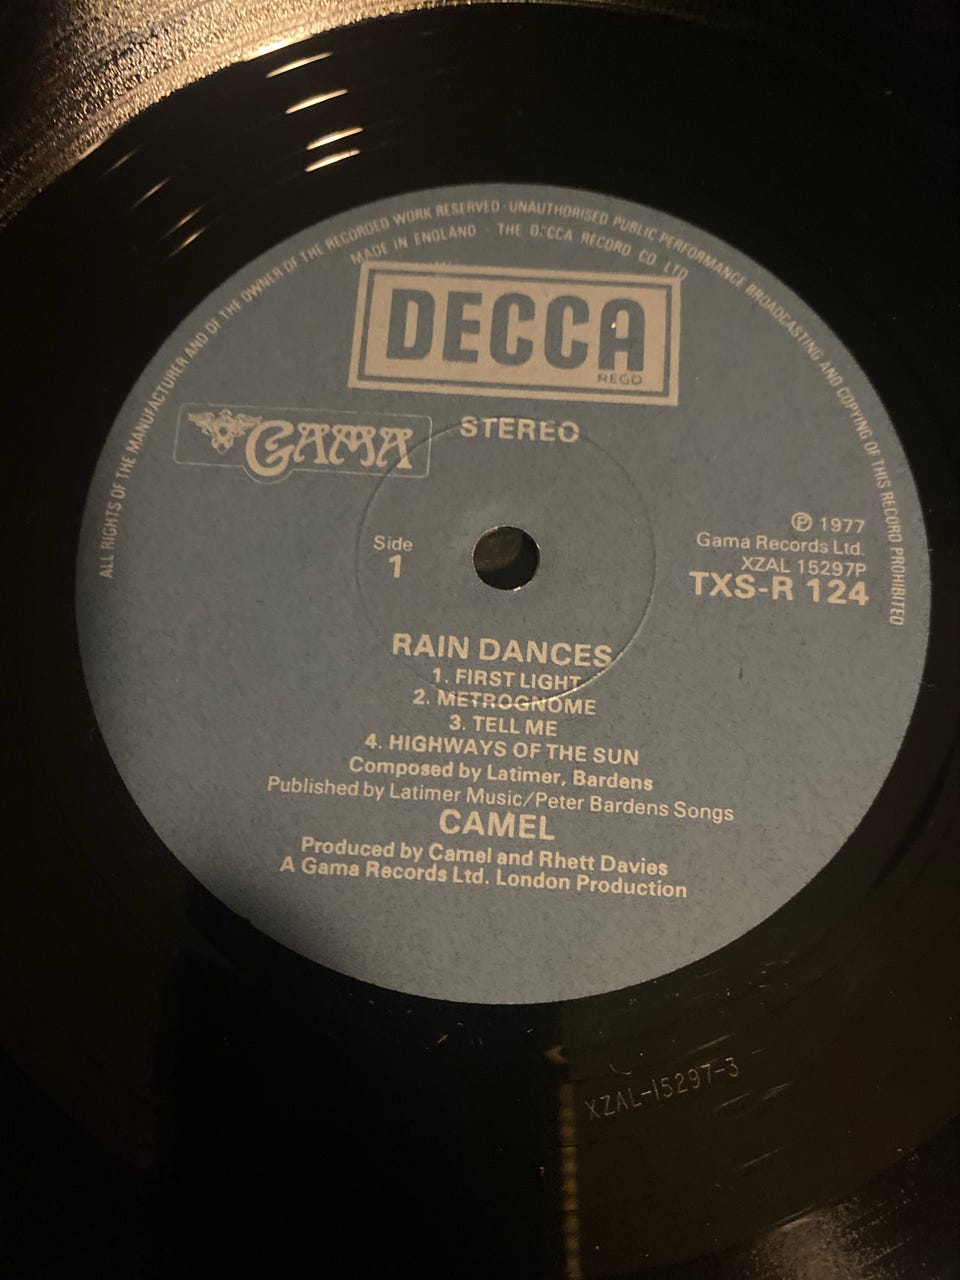 ALL RIGHTS OF THE MANUFACTURER AND OF THE OWNER OF THE RECORDED WORK RESERVED · UNAUTHORISED PUBLIC PERFORMANCE BROADCASTING AND COPYING OF THIS RECORD PROHIBITED
MADE IN ENGLAND · THE DECCA RECORD CO LTD
DECCA
REGD
GAMA
STEREO
Side
1
℗ 1977
Gama Records Ltd.
XZAL 15297P
TXS-R 124
RAIN DANCES
1. FIRST LIGHT
2. METROGNOME
3. TELL ME
4. HIGHWAYS OF THE SUN
Composed by Latimer, Bardens
Published by Latimer Music/Peter Bardens Songs
CAMEL
Produced by Camel and Rhett Davies
A Gama Records Ltd. London Production
XZAL-15297-3